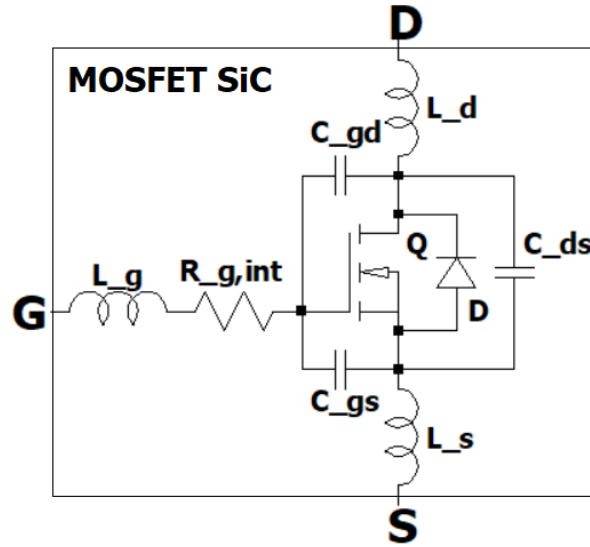 D
MOSFET SiC
L_d
C_gd
Q
C_ds
L_g
R_g,int
G
D
C_gs
L_s
S